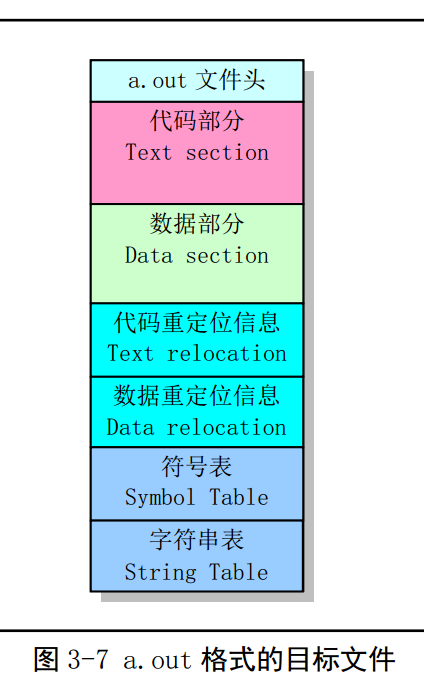 a.out 文件头
代码部分
Text section
数据部分
Data section
代码重定位信息
Text relocation
数据重定位信息
Data relocation
符号表
Symbol Table
字符串表
String Table
图 3-7 a.out 格式的目标文件